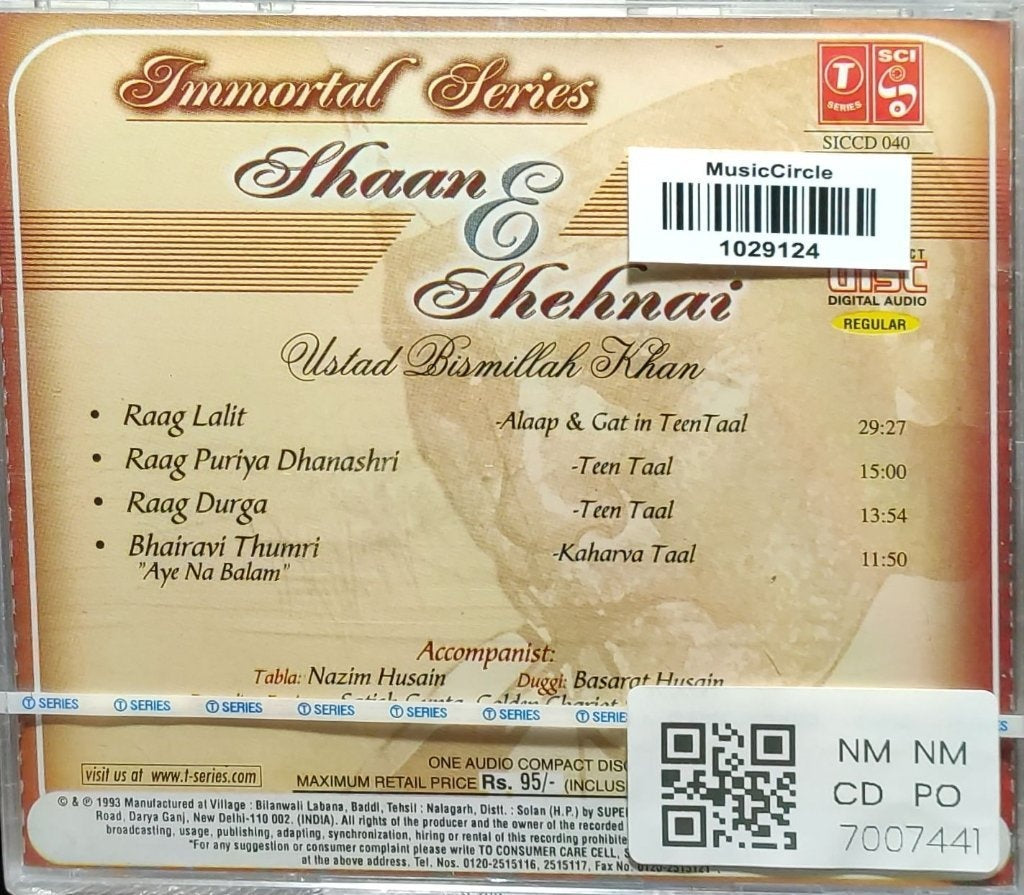 Immortal Series
T SERIES
SCI
SICCD 040
Shaan E Shehnai
MusicCircle
1029124
DIGITAL AUDIO
REGULAR
Ustad Bismillah Khan
• Raag Lalit -Alaap & Gat in TeenTaal 29:27
• Raag Puriya Dhanashri -Teen Taal 15:00
• Raag Durga -Teen Taal 13:54
• Bhairavi Thumri -Kaharva Taal 11:50
"Aye Na Balam"
Accompanist:
Tabla: Nazim Husain Duggi: Basarat Husain
T SERIES T SERIES T SERIES T SERIES T SERIES T SERIES T SERIES
visit us at www.t-series.com
ONE AUDIO COMPACT
MAXIMUM RETAIL PRICE Rs. 95/-
NM NM
CD PO
7007441
© & ℗ 1993 Manufactured at Village : Bilanwali Labana, Baddi, Tehsil : Nalagarh, Distt. : Solan (H.P.) by
Road, Darya Ganj, New Delhi-110 002. (INDIA). All rights of the producer and the owner of the recorded
broadcasting, usage, publishing, adapting, synchronization, hiring or rental of this recording
"For any suggestion or consumer complaint please write TO CONSUMER CARE CELL,
at the above address. Tel. Nos. 0120-2515116, 2515117, Fax No.